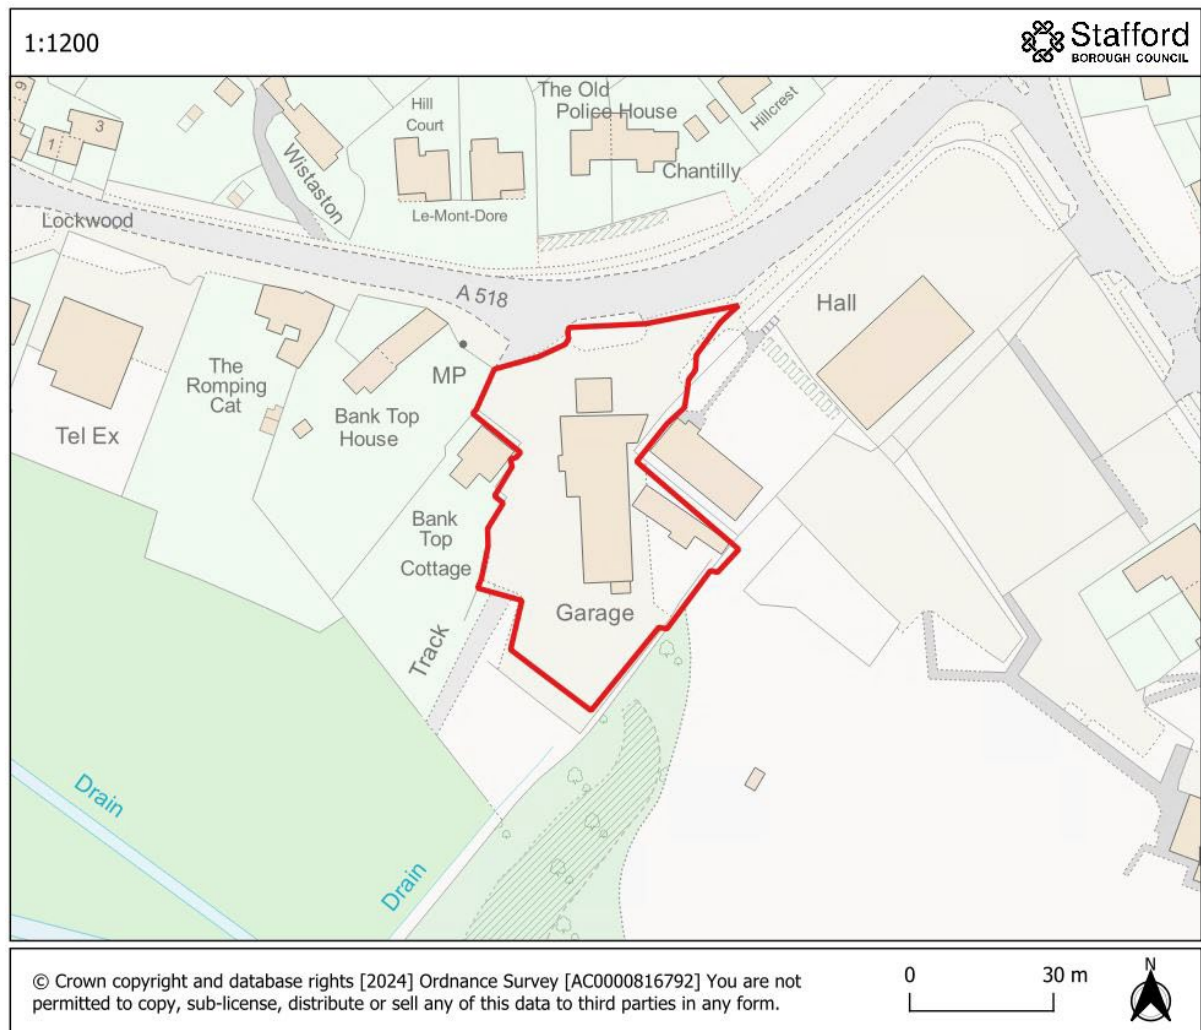 1:1200
Stafford
BOROUGH COUNCIL
9
1
3
Wistaston
Hill
Court
The Old
Police House
Hillcrest
Chantilly
Le-Mont-Dore
Lockwood
A 518
Hall
MP
The
Romping
Cat
Bank Top
House
Tel Ex
Bank
Top
Cottage
Garage
Track
Drain
Drain
© Crown copyright and database rights [2024] Ordnance Survey [AC0000816792] You are not
permitted to copy, sub-license, distribute or sell any of this data to third parties in any form.
0 30 m
N